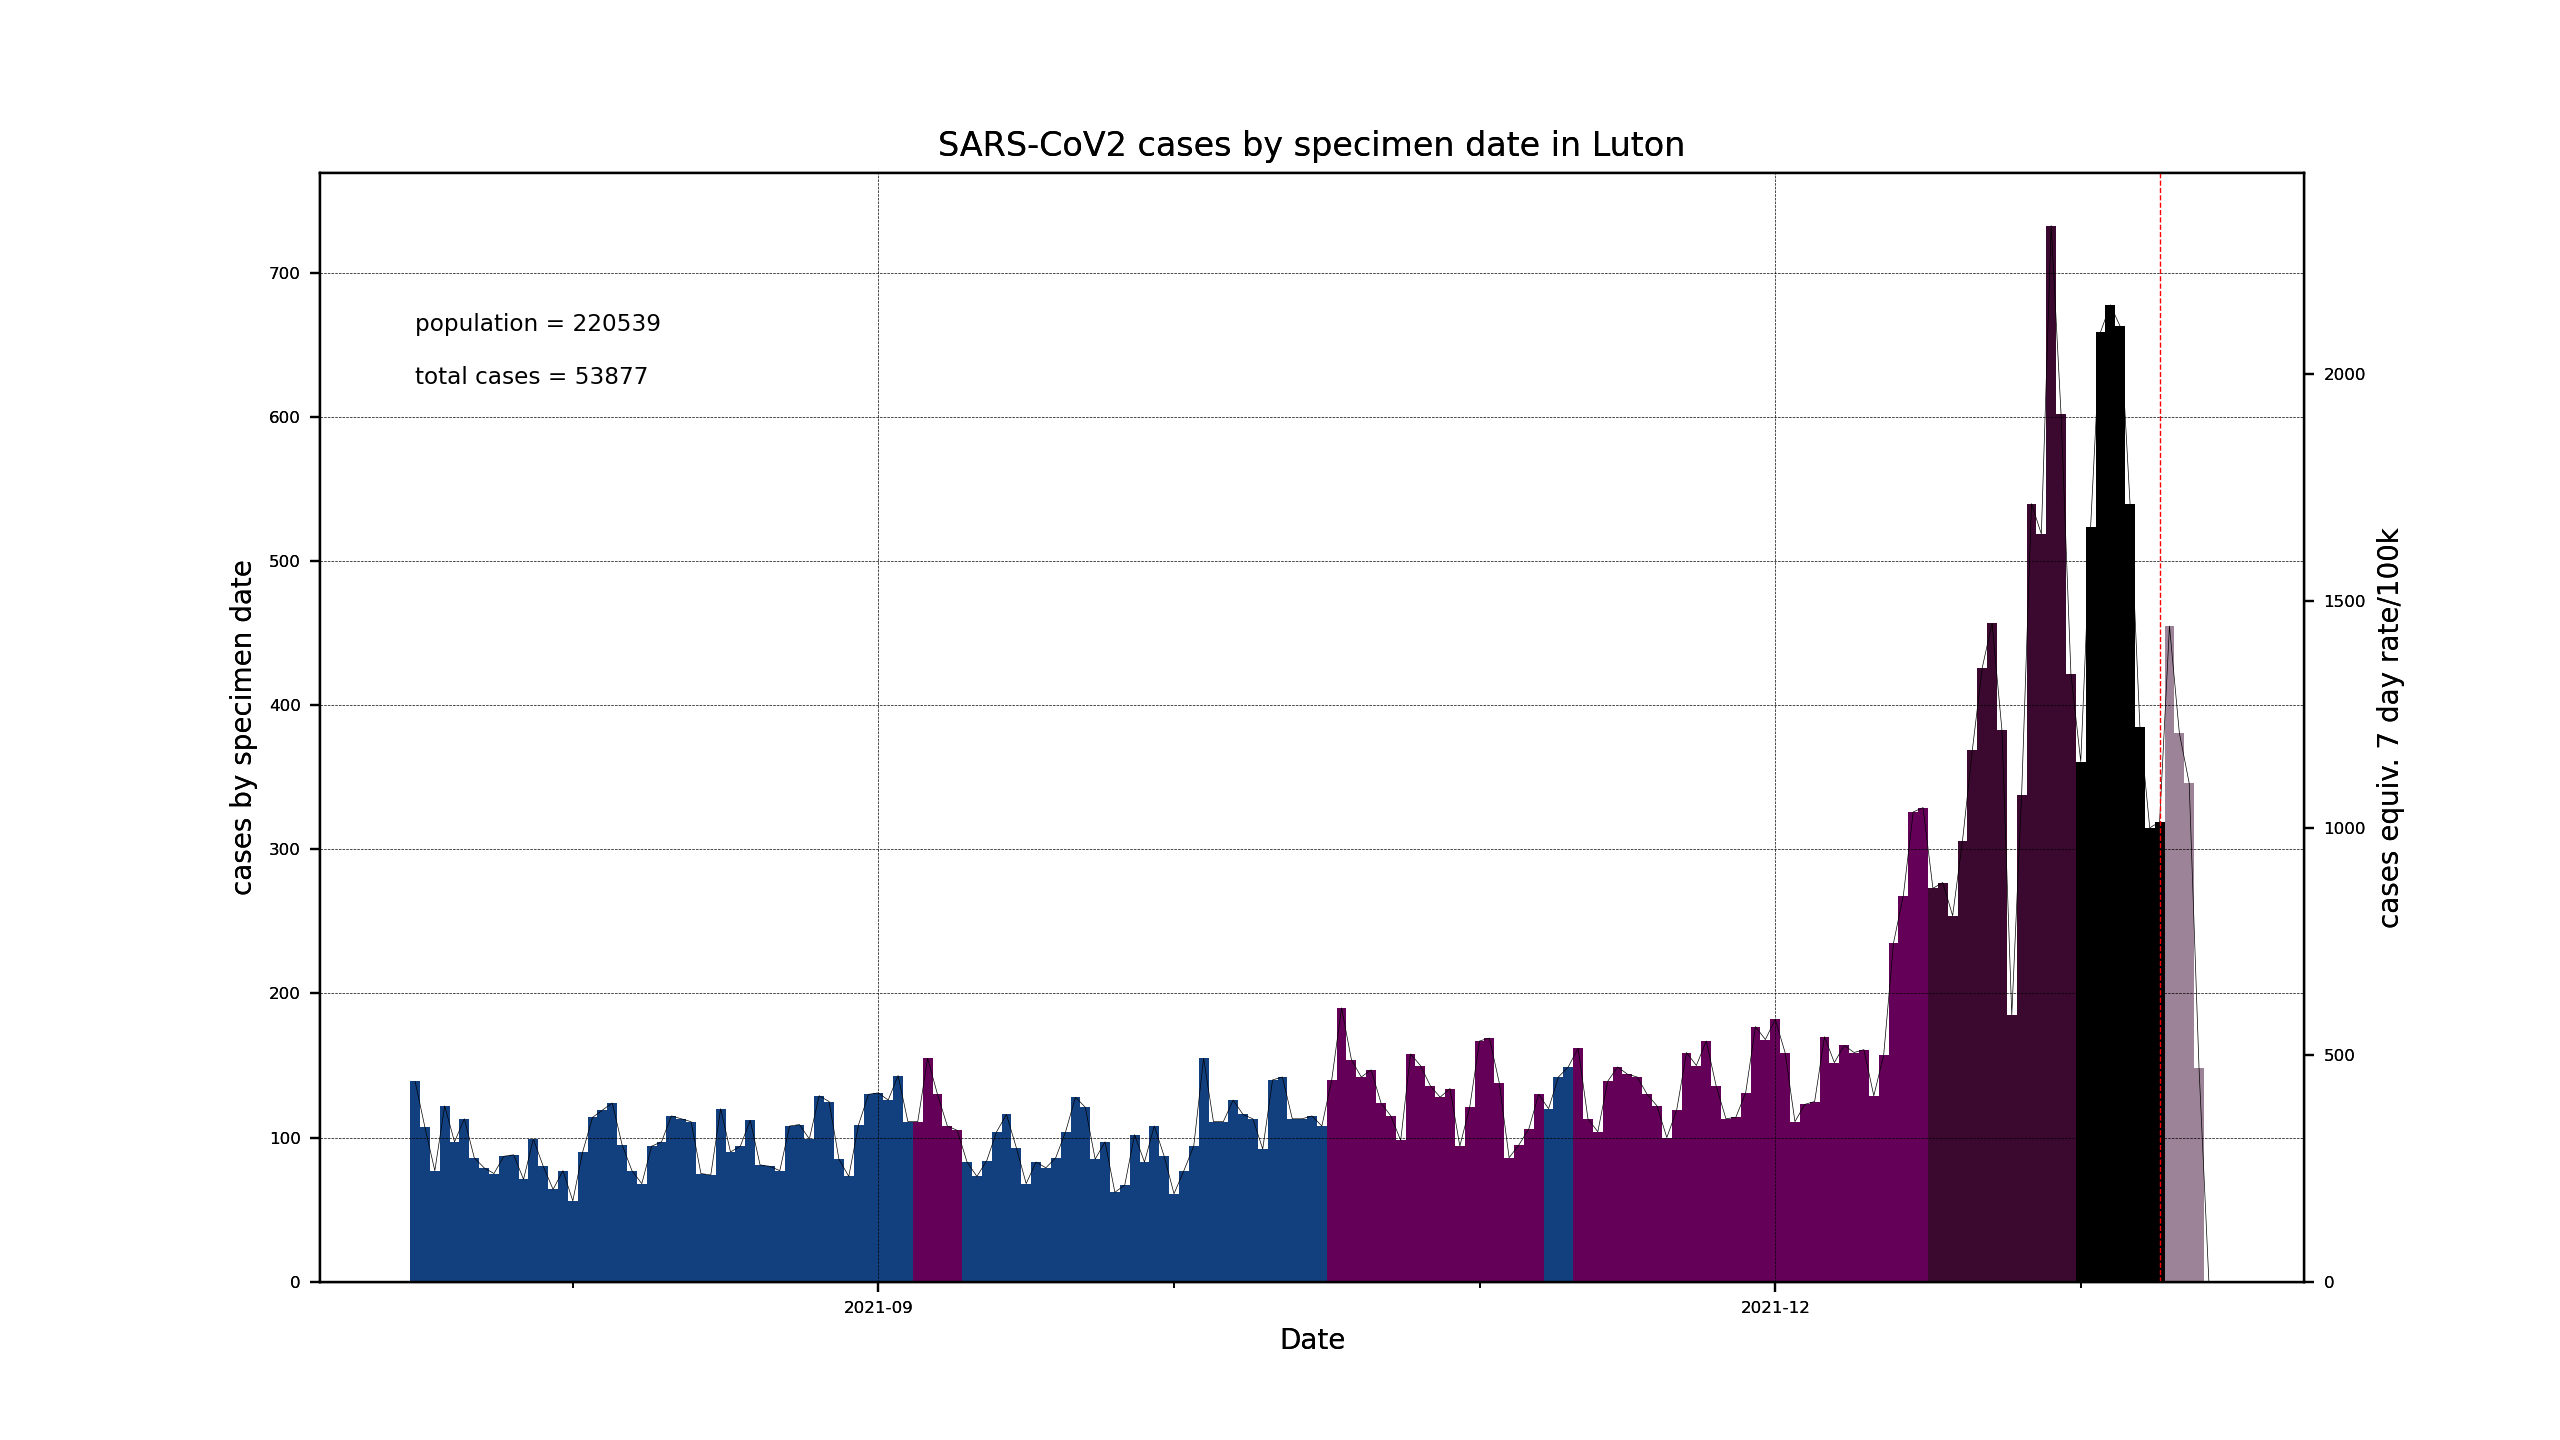 SARS-CoV2 cases by specimen date in Luton
population = 220539
total cases = 53877
cases by specimen date
700
600
500
400
300
200
100
0
2000
1500
1000
500
0
cases equiv. 7 day rate/100k
2021-09
2021-12
Date